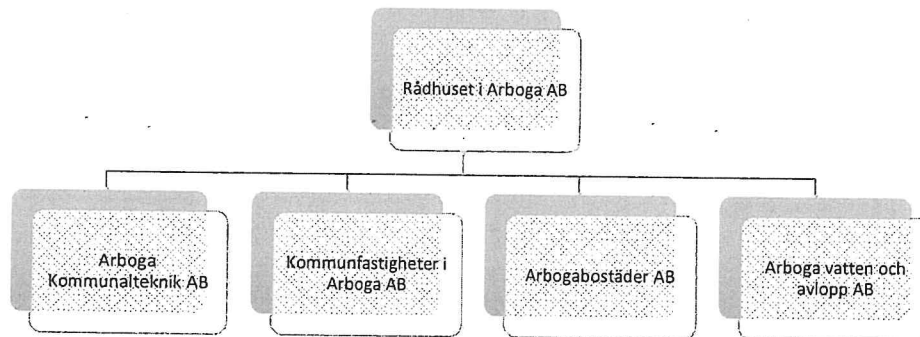 Rådhuset i Arboga AB
Arboga
Kommunalteknik AB
Kommunfastigheter i
Arboga AB
Arbogabostäder AB
Arboga vatten och
avlopp AB